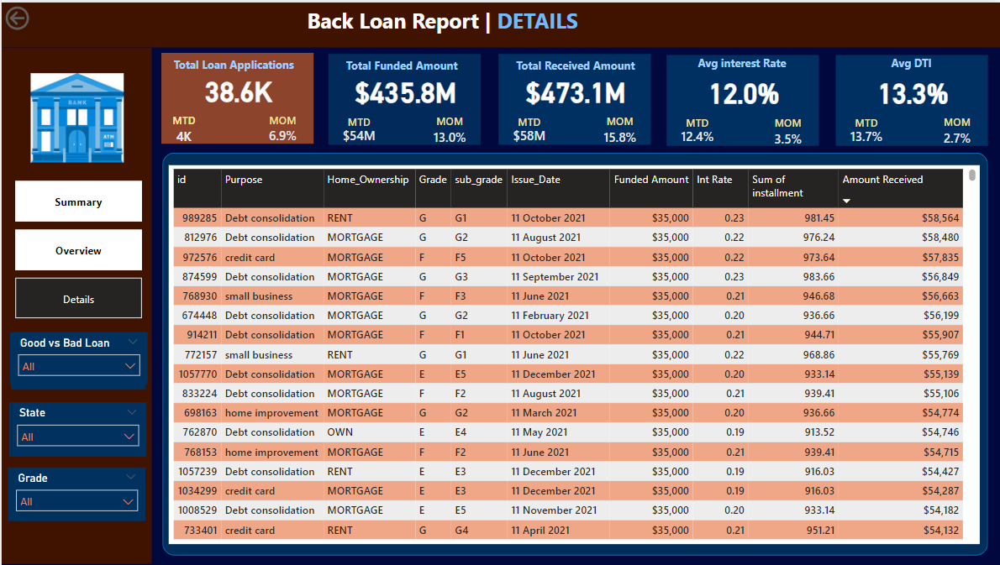 Back Loan Report | DETAILS
Total Loan Applications
38.6K
MTD MOM
4K 6.9%
Total Funded Amount
$435.8M
MTD MOM
$54M 13.0%
Total Received Amount
$473.1M
MTD MOM
$58M 15.8%
Avg interest Rate
12.0%
MTD MOM
12.4% 3.5%
Avg DTI
13.3%
MTD MOM
13.7% 2.7%
BANK
ATM
Summary
Overview
Details
Good vs Bad Loan
All
State
All
Grade
All
id Purpose Home_Ownership Grade sub_grade Issue_Date Funded Amount Int Rate Sum of installment Amount Received
989285 Debt consolidation RENT G G1 11 October 2021 $35,000 0.23 981.45 $58,564
812976 Debt consolidation MORTGAGE G G2 11 August 2021 $35,000 0.22 976.24 $58,480
972576 credit card MORTGAGE F F5 11 October 2021 $35,000 0.22 973.64 $57,835
874599 Debt consolidation MORTGAGE G G3 11 September 2021 $35,000 0.23 983.66 $56,849
768930 small business MORTGAGE F F3 11 June 2021 $35,000 0.21 946.68 $56,663
674448 Debt consolidation MORTGAGE G G2 11 February 2021 $35,000 0.20 936.66 $56,199
914211 Debt consolidation MORTGAGE F F1 11 October 2021 $35,000 0.21 944.71 $55,907
772157 small business RENT G G1 11 June 2021 $35,000 0.22 968.86 $55,769
1057770 Debt consolidation MORTGAGE E E5 11 December 2021 $35,000 0.20 933.14 $55,139
833224 Debt consolidation MORTGAGE F F2 11 August 2021 $35,000 0.21 939.41 $55,106
698163 home improvement MORTGAGE G G2 11 March 2021 $35,000 0.20 936.66 $54,774
762870 Debt consolidation OWN E E4 11 May 2021 $35,000 0.19 913.52 $54,746
768153 home improvement MORTGAGE F F2 11 June 2021 $35,000 0.21 939.41 $54,715
1057239 Debt consolidation RENT E E3 11 December 2021 $35,000 0.19 916.03 $54,427
1034299 credit card MORTGAGE E E3 11 December 2021 $35,000 0.19 916.03 $54,287
1008529 Debt consolidation MORTGAGE E E5 11 November 2021 $35,000 0.20 933.14 $54,182
733401 credit card RENT G G4 11 April 2021 $35,000 0.21 951.21 $54,132